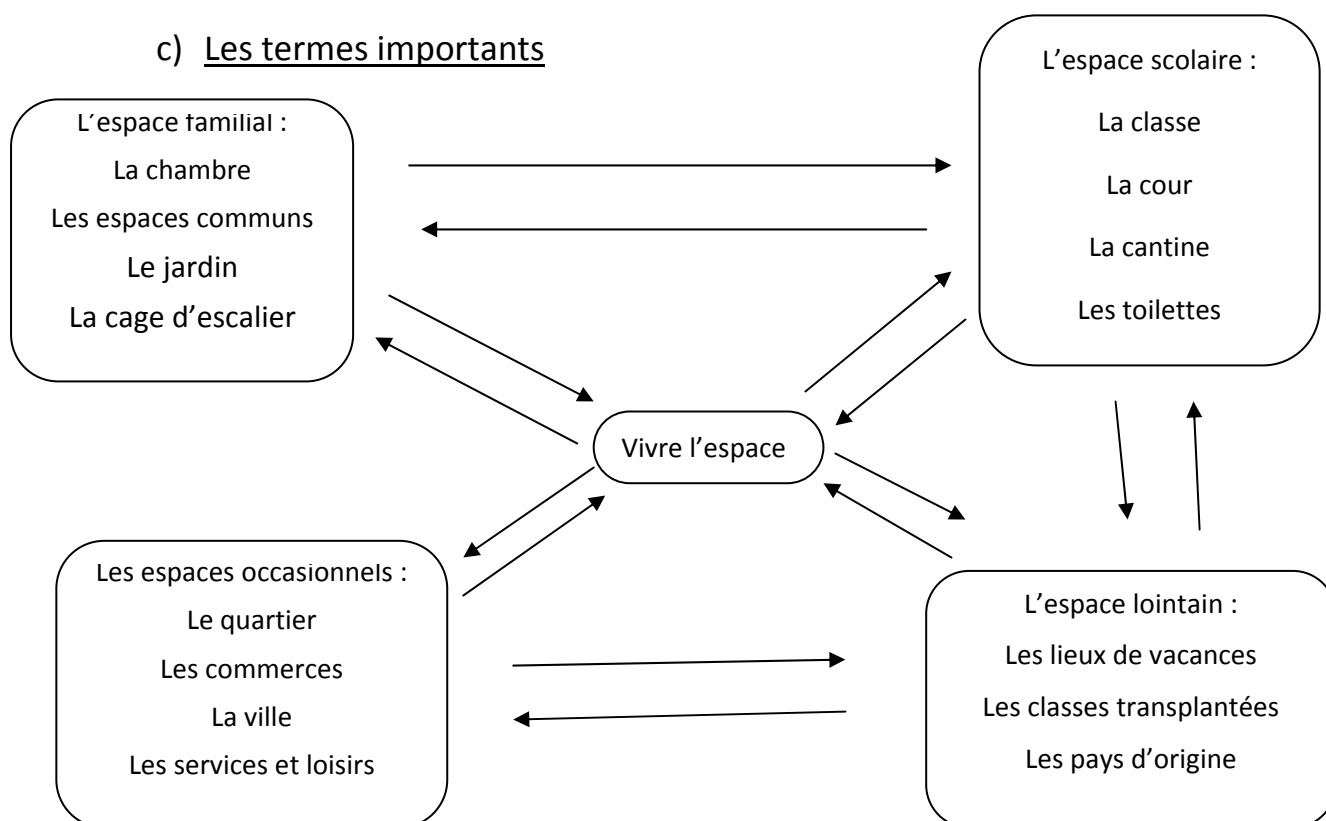 c) Les termes importants
L'espace familial :
La chambre
Les espaces communs
Le jardin
La cage d'escalier
L'espace scolaire :
La classe
La cour
La cantine
Les toilettes
Vivre l'espace
Les espaces occasionnels :
Le quartier
Les commerces
La ville
Les services et loisirs
L'espace lointain :
Les lieux de vacances
Les classes transplantées
Les pays d'origine